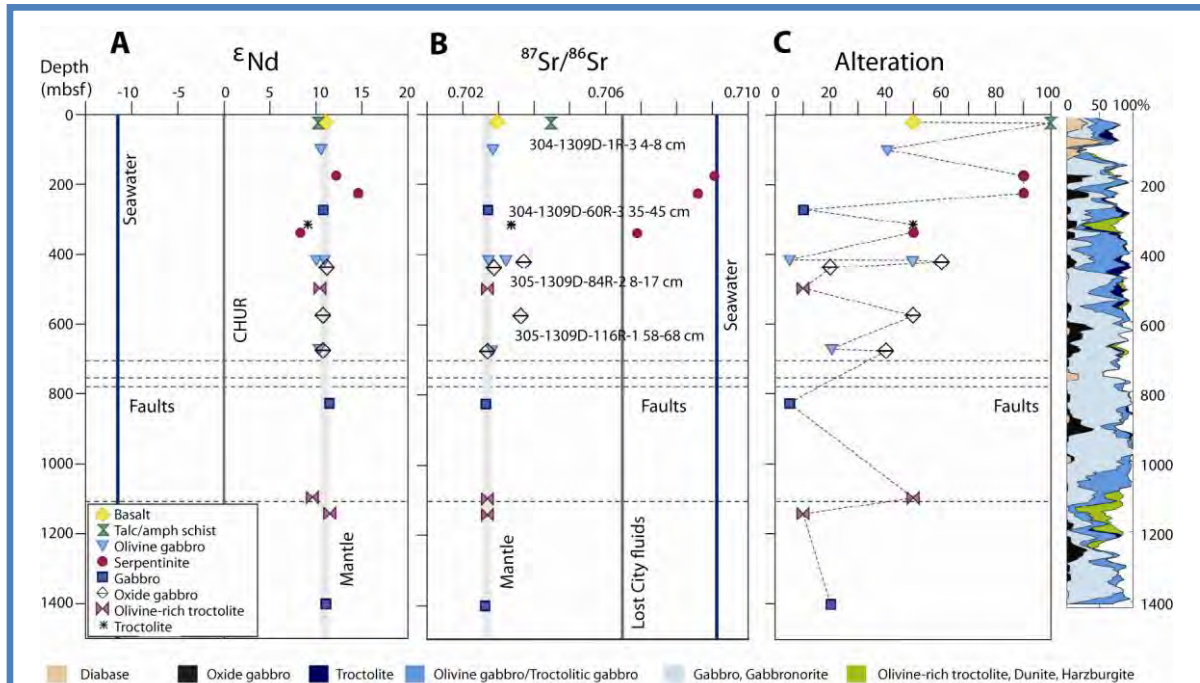 A
B
C
Depth
(mbsf)
εNd
87Sr/86Sr
Alteration
-10 -5 0 5 10 15 20
0,702 0,706 0,710
0 20 40 60 80 100
0 50 100%
0
200
400
600
800
1000
1200
1400
Seawater
CHUR
Mantle
Faults
304-1309D-1R-3 4-8 cm
304-1309D-60R-3 35-45 cm
305-1309D-84R-2 8-17 cm
305-1309D-116R-1 58-68 cm
Mantle
Lost City fluids
Faults
Seawater
Faults
200
400
600
800
1000
1200
1400
Basalt
Talc/amph schist
Olivine gabbro
Serpentinite
Gabbro
Oxide gabbro
Olivine-rich troctolite
Troctolite
Diabase
Oxide gabbro
Troctolite
Olivine gabbro/Troctolitic gabbro
Gabbro, Gabbronorite
Olivine-rich troctolite, Dunite, Harzburgite